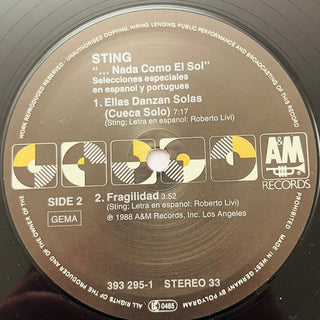 UNAUTHORISED COPYING, HIRING, LENDING, PUBLIC PERFORMANCE AND BROADCASTING OF THIS RECORD PROHIBITED
STING
“... Nada Como El Sol”
Selecciones especiales
en espanol y portugues
1. Ellas Danzan Solas
(Cueca Solo) 7:17
(Sting; Letra en espanol: Roberto Livi)
A&M
RECORDS
SIDE 2
GEMA
2. Fragilidad 3:52
(Sting; Letra en espanol: Roberto Livi)
℗ 1988 A&M Records, Inc. Los Angeles
393 295-1 STEREO 33
LC 0485
MADE IN WEST GERMANY BY POLYGRAM
ALL RIGHTS OF THE PRODUCER AND OF THE OWNER OF THE WORK REPRODUCED RESERVED